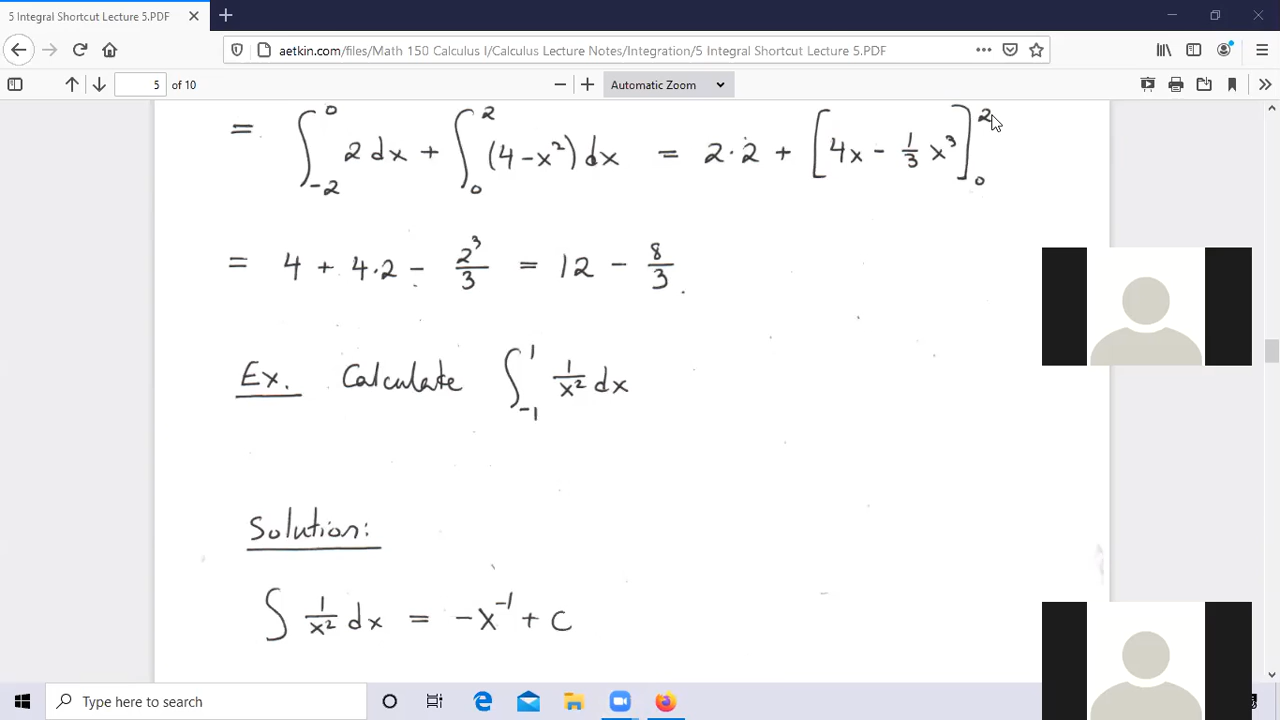 5 Integral Shortcut Lecture 5.PDF
aetkin.com/files/Math 150 Calculus I/Calculus Lecture Notes/Integration/5 Integral Shortcut Lecture 5.PDF
5 of 10
Automatic Zoom
= ∫_{-2}^{0} 2 dx + ∫_{0}^{2} (4 - x²) dx = 2·2 + [4x - 1/3 x³]_{0}^{2}
= 4 + 4·2 - 2³/3 = 12 - 8/3.
Ex. Calculate ∫_{-1}^{1} 1/x² dx
Solution:
∫ 1/x² dx = -x⁻¹ + C
Type here to search